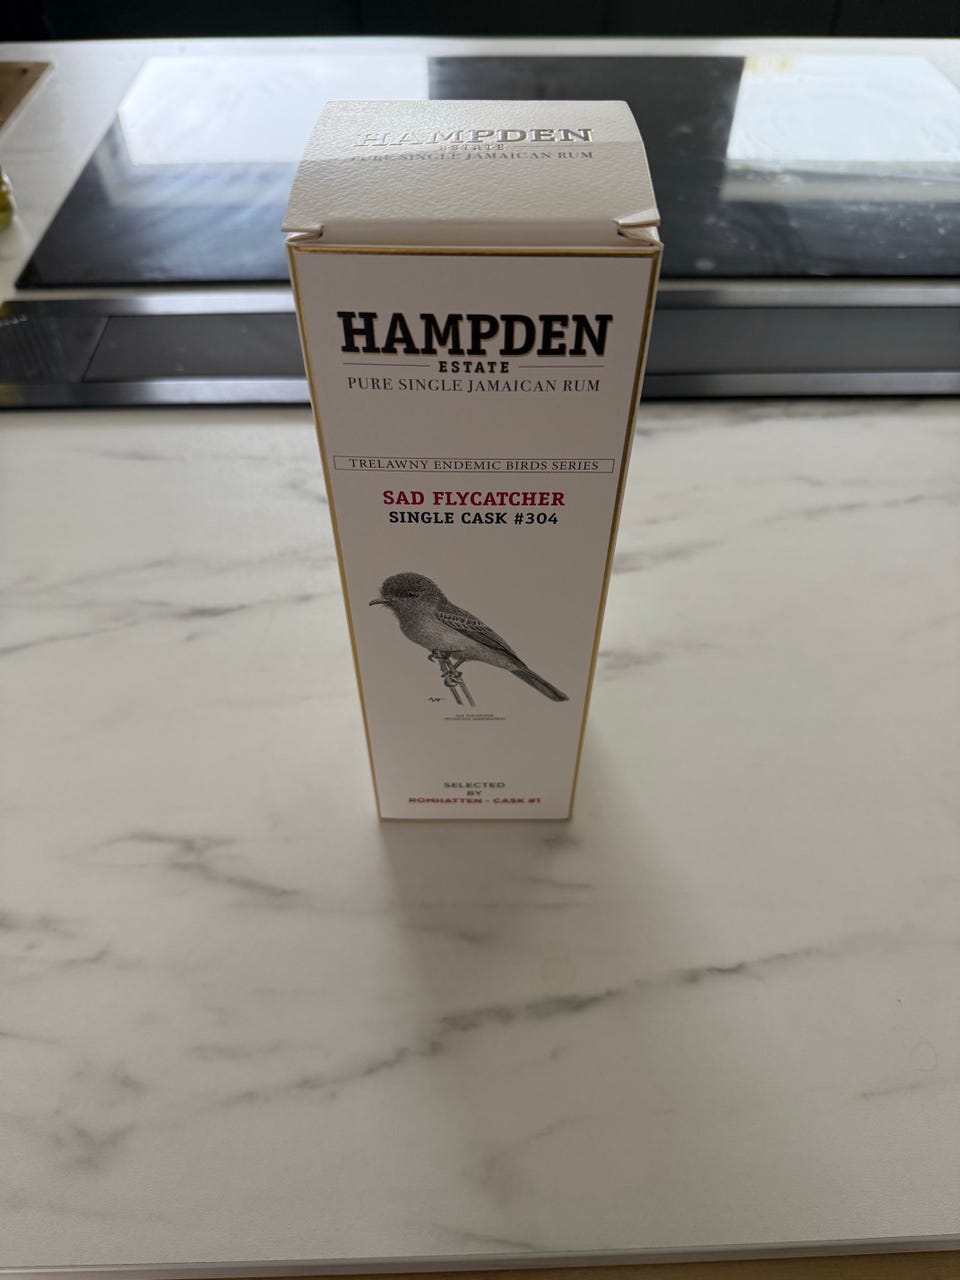 HAMPDEN
ESTATE
PURE SINGLE JAMAICAN RUM
HAMPDEN
ESTATE
PURE SINGLE JAMAICAN RUM
TRELAWNY ENDEMIC BIRDS SERIES
SAD FLYCATCHER
SINGLE CASK #304
SELECTED
BY
ROMHATTEN - CASK #1